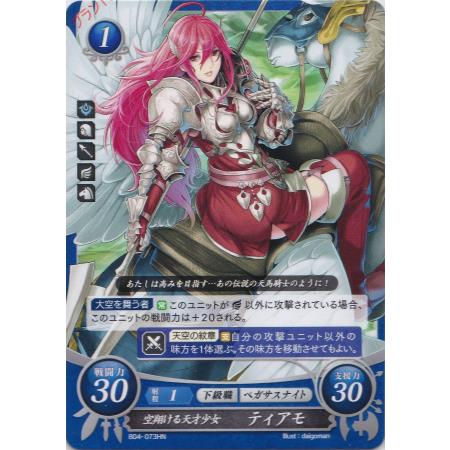 1
あたしは高みを目指す…あの伝説の天馬騎士のように!
大空を舞う者 常 このユニットが 以外に攻撃されている場合、
このユニットの戦闘力は+20される。
天空の紋章 自分の攻撃ユニット以外の
味方を1体選ぶ。その味方を移動させてもよい。
戦闘力 30
射程 1 下級職 ペガサスナイト
支援力 30
空翔ける天才少女 ティアモ
B04-073HN
Illust:daigoman